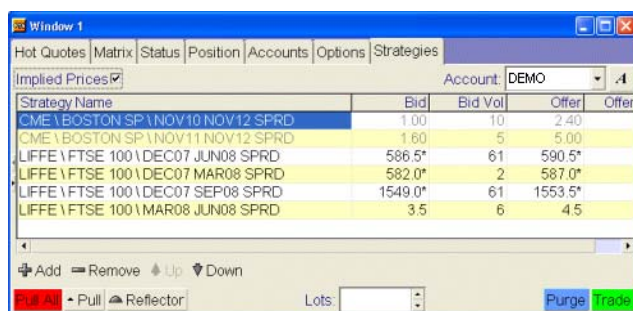 Window 1
Hot Quotes Matrix Status Position Accounts Options Strategies
Implied Prices Account: DEMO A
Strategy Name Bid Bid Vol Offer Offer
CME \ BOSTON SP \ NOV10 NOV12 SPRD 1.00 10 2.40
CME \ BOSTON SP \ NOV11 NOV12 SPRD 1.60 5 5.00
LIFFE \ FTSE 100 \ DEC07 JUN08 SPRD 586.5* 61 590.5*
LIFFE \ FTSE 100 \ DEC07 MAR08 SPRD 582.0* 2 587.0*
LIFFE \ FTSE 100 \ DEC07 SEP08 SPRD 1549.0* 61 1553.5*
LIFFE \ FTSE 100 \ MAR08 JUN08 SPRD 3.5 6 4.5
Add Remove Up Down
Pull All Pull Reflector Lots: Purge Trade